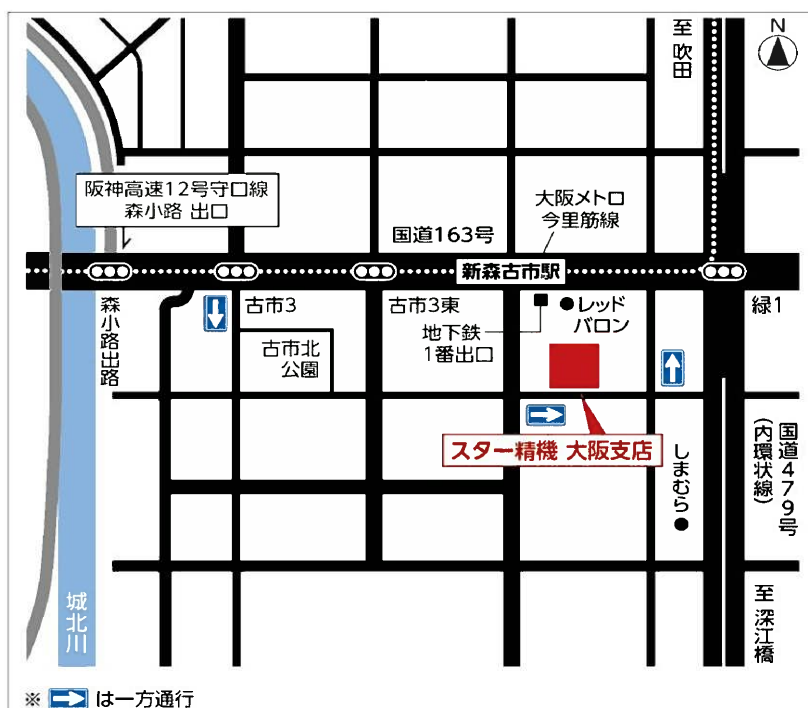 N
至 吹田
阪神高速12号守口線
森小路 出口
大阪メトロ
今里筋線
国道163号
新森古市駅
森小路出路
古市3
古市3東
レッド
バロン
緑1
地下鉄
1番出口
古市北
公園
スター精機 大阪支店
しまむら
国道479号
(内環状線)
城北川
至 深江橋
※ は一方通行